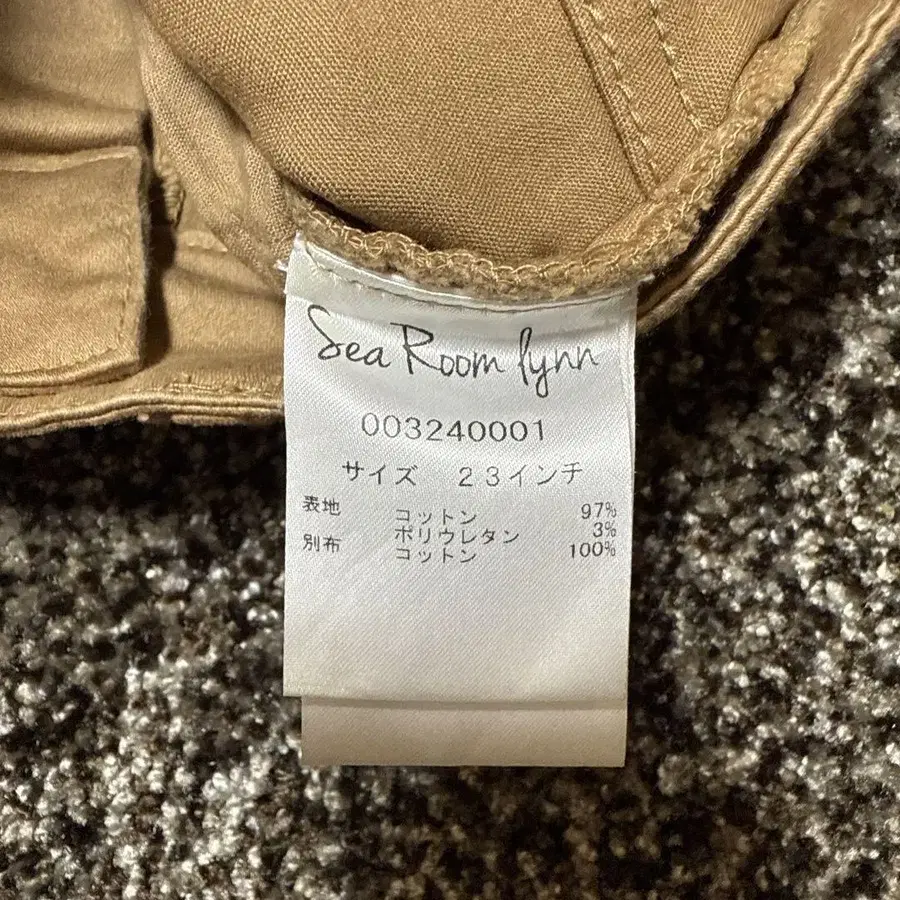 Sea Room lynn
003240001
サイズ 23インチ
表地 コットン 97%
ポリウレタン 3%
別布 コットン 100%